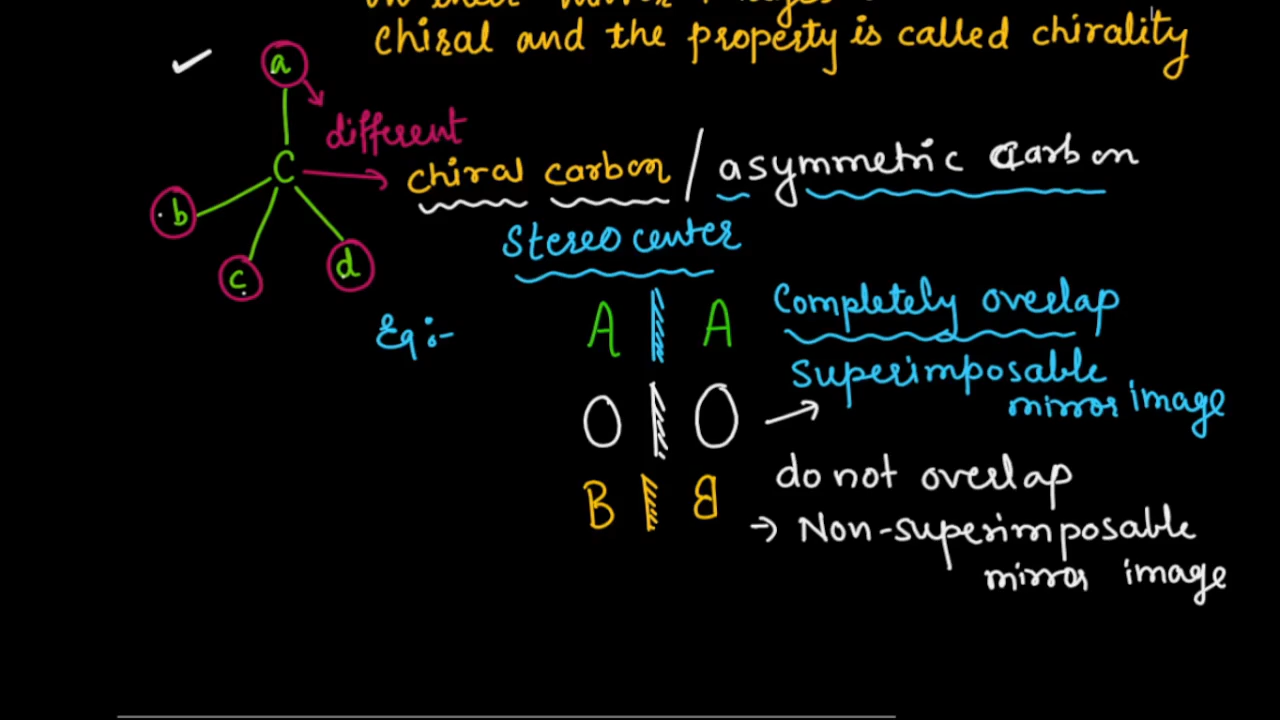 chiral and the property is called chirality
a
different
C
chiral carbon / asymmetric Carbon
b
c
d
Stereo center
Eg:-
A A
Completely overlap
Superimposable
mirror image
O O
B B
do not overlap
→ Non-superimposable
mirror image